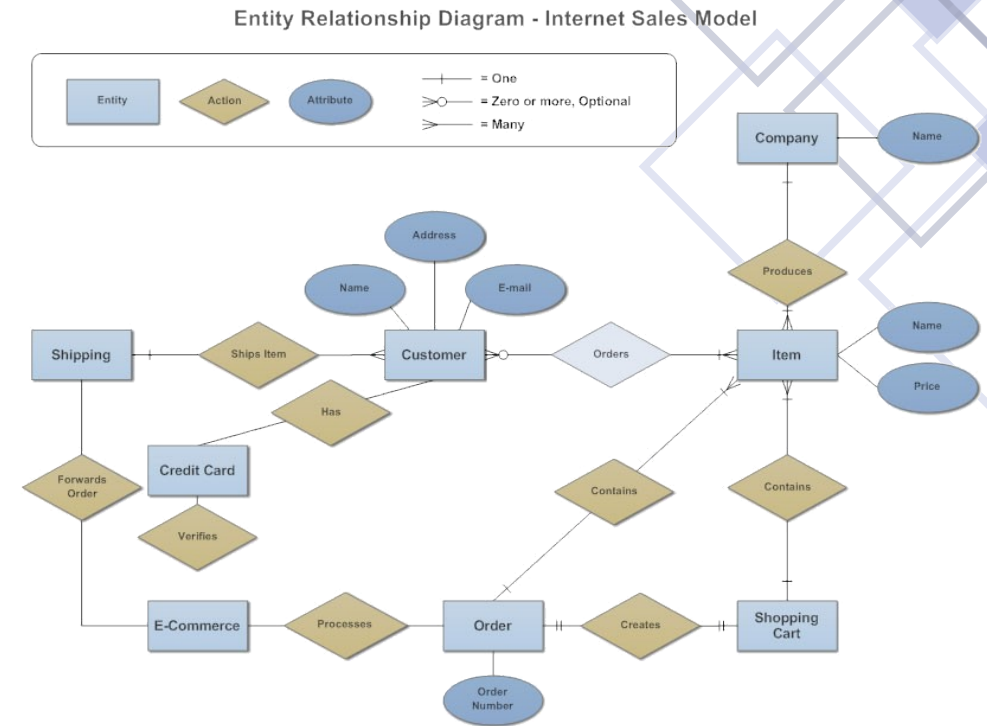 Entity Relationship Diagram - Internet Sales Model
Entity
Action
Attribute
= One
= Zero or more, Optional
= Many
Company
Name
Produces
Address
Name
E-mail
Shipping
Ships Item
Customer
Orders
Item
Name
Price
Has
Credit Card
Forwards
Order
Verifies
Contains
Contains
E-Commerce
Processes
Order
Creates
Shopping
Cart
Order
Number